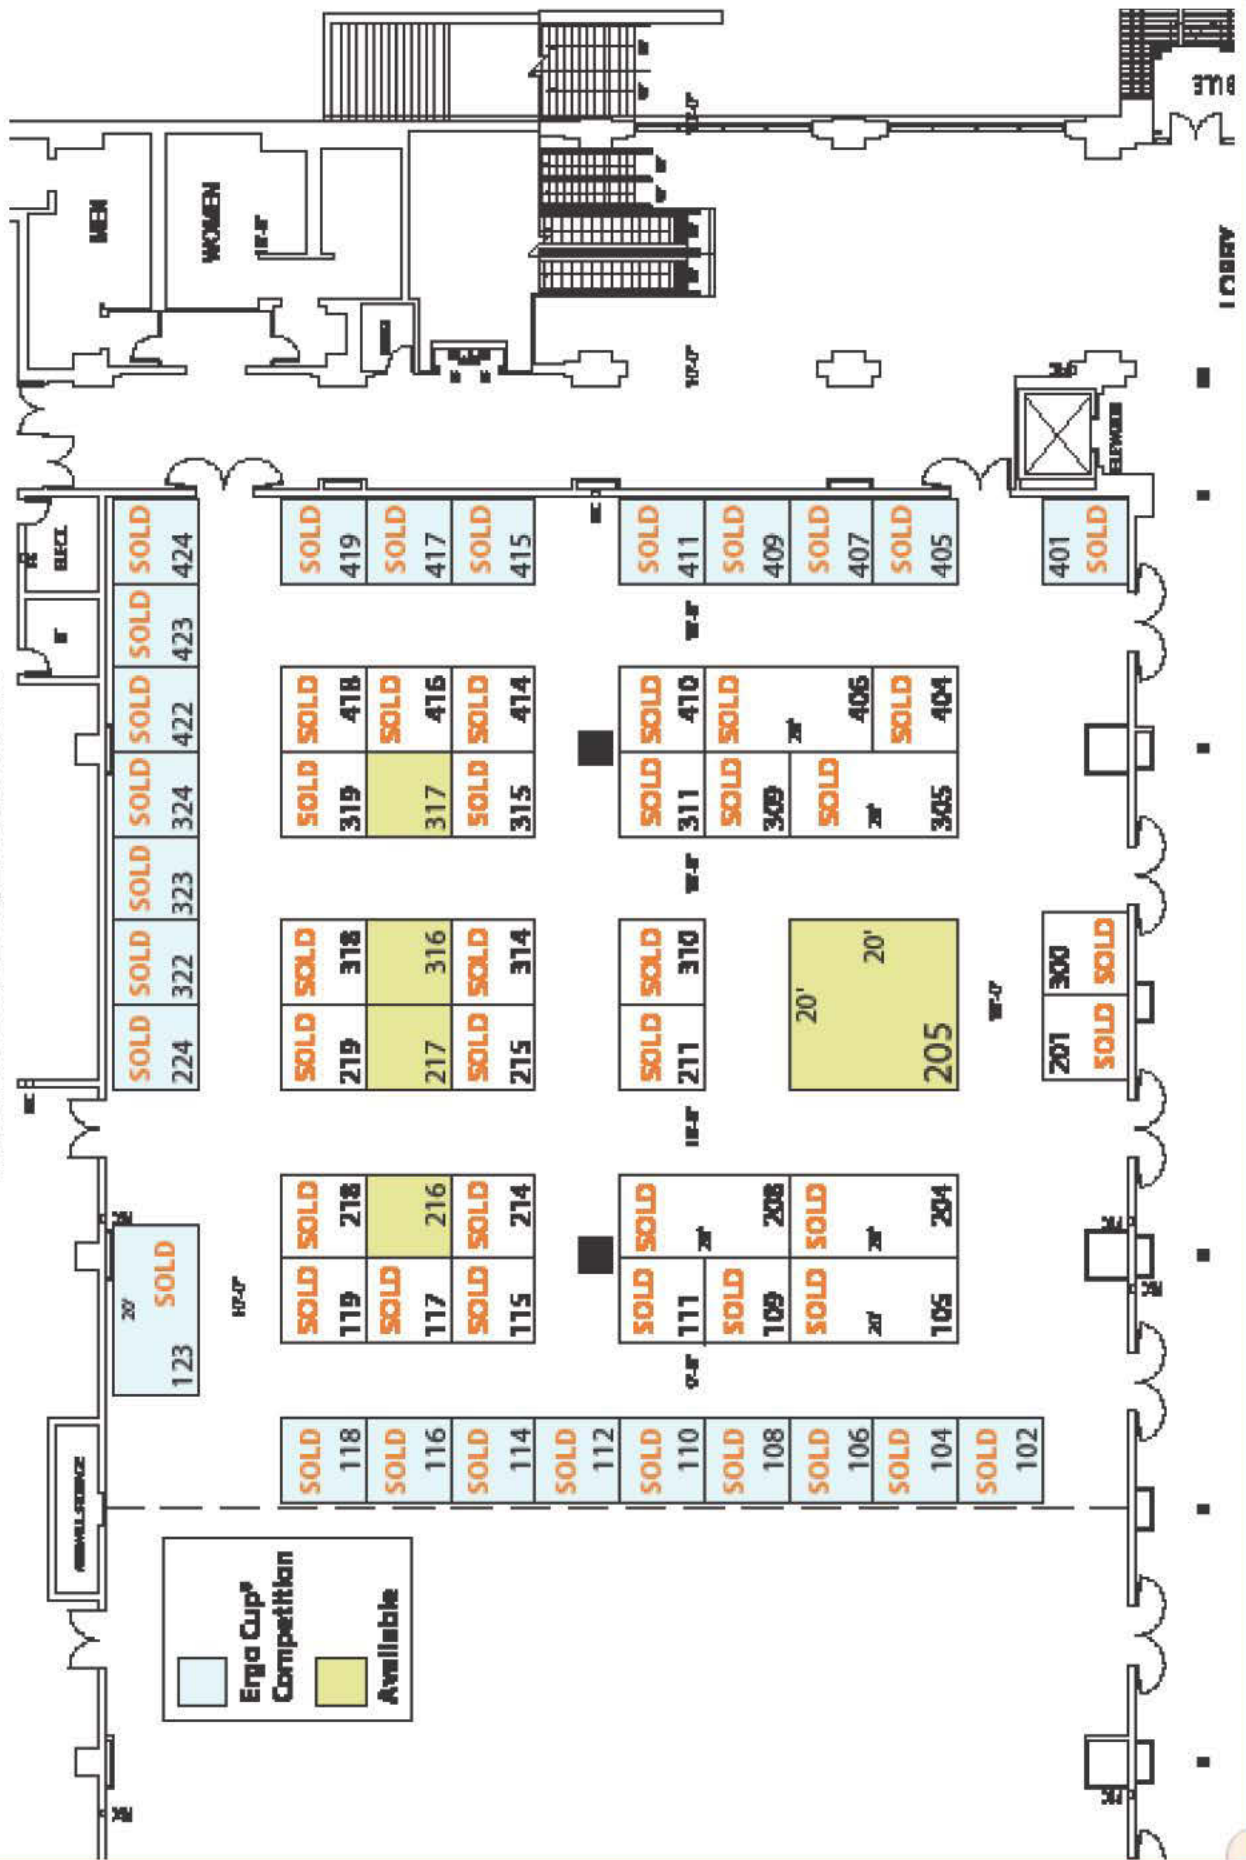 MEN
WOMEN
LOBBY
ELEVATOR
ELECT.
SOLD 424
SOLD 423
SOLD 422
SOLD 324
SOLD 323
SOLD 322
SOLD 224
20'
SOLD
123
SOLD 419
SOLD 417
SOLD 415
SOLD 411
SOLD 409
SOLD 407
SOLD 405
401 SOLD
SOLD 418
SOLD 416
SOLD 414
SOLD 319
317
SOLD 315
SOLD 410
SOLD 20' 406
SOLD 404
SOLD 311
SOLD 309
SOLD 20' 305
SOLD 318
316
SOLD 314
SOLD 219
217
SOLD 215
SOLD 310
SOLD 211
20'
20'
205
300 SOLD
201 SOLD
SOLD 218
216
SOLD 214
SOLD 119
SOLD 117
SOLD 115
SOLD 20' 208
SOLD 20' 204
SOLD 111
SOLD 109
SOLD 20' 105
SOLD 118
SOLD 116
SOLD 114
SOLD 112
SOLD 110
SOLD 108
SOLD 106
SOLD 104
SOLD 102
Ergo Cup®
Competition
Available